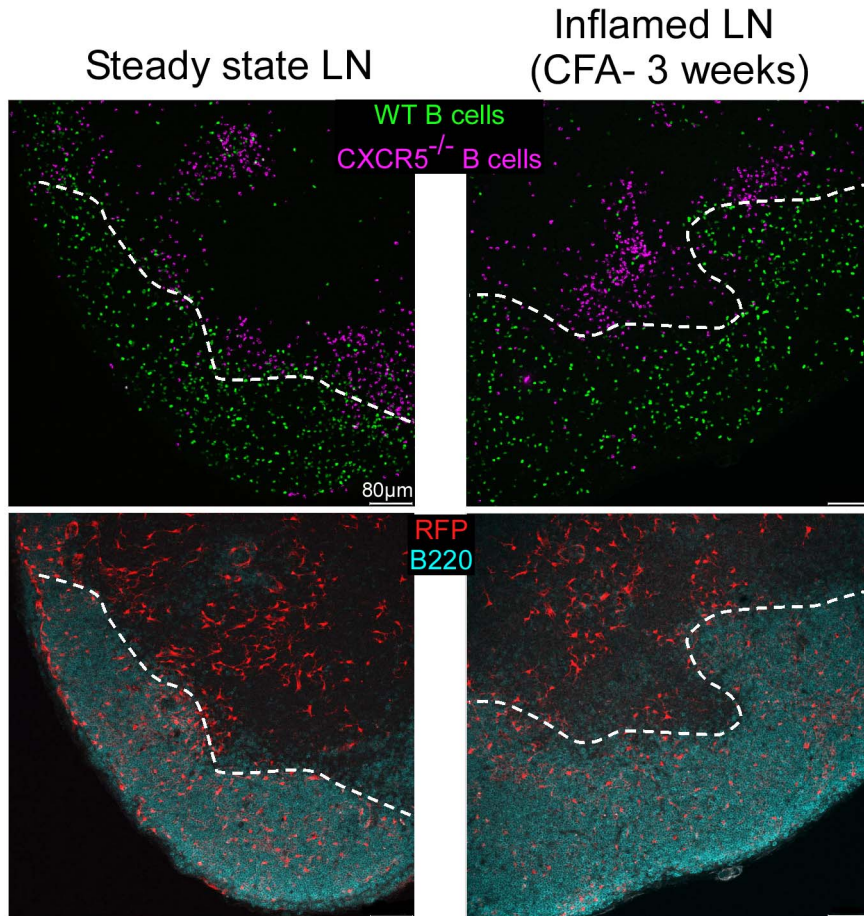 Steady state LN
Inflamed LN
(CFA- 3 weeks)
WT B cells
CXCR5-/- B cells
80µm
RFP
B220